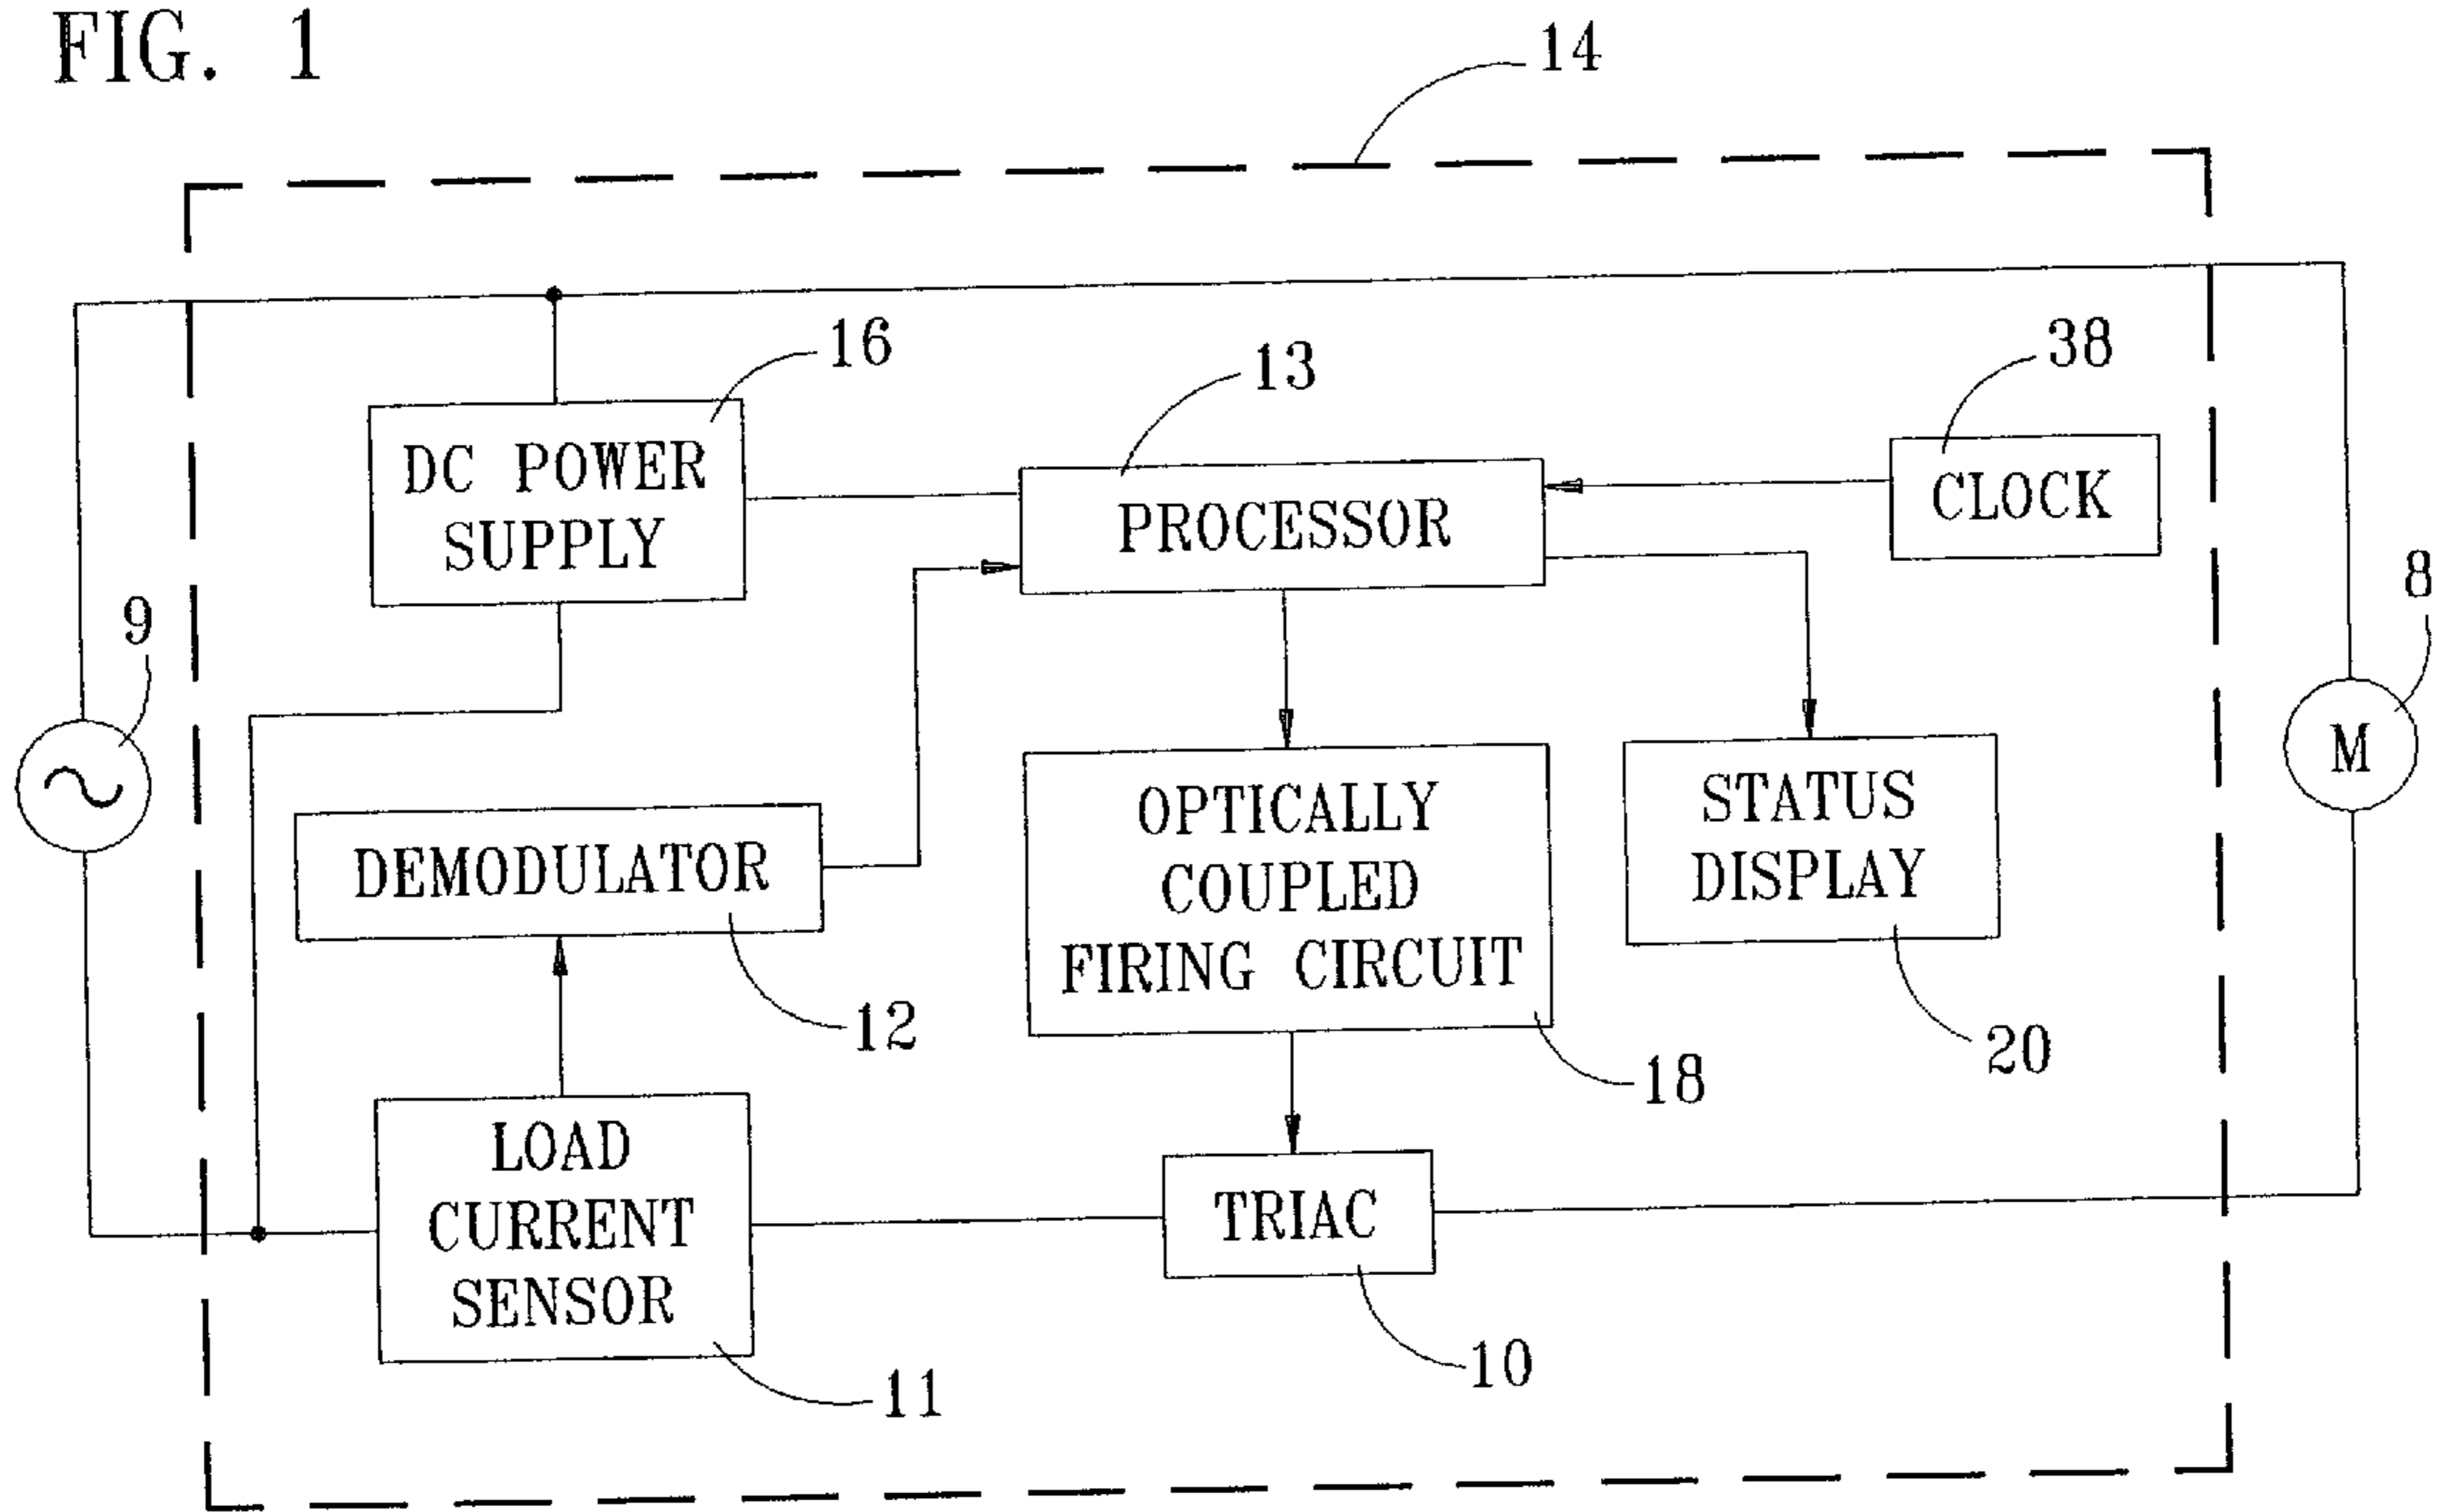 FIG. 1
14
16
13
38
DC POWER
SUPPLY
PROCESSOR
CLOCK
9
8
M
OPTICALLY
COUPLED
FIRING CIRCUIT
STATUS
DISPLAY
DEMODULATOR
12
18
20
LOAD
CURRENT
SENSOR
TRIAC
11
10